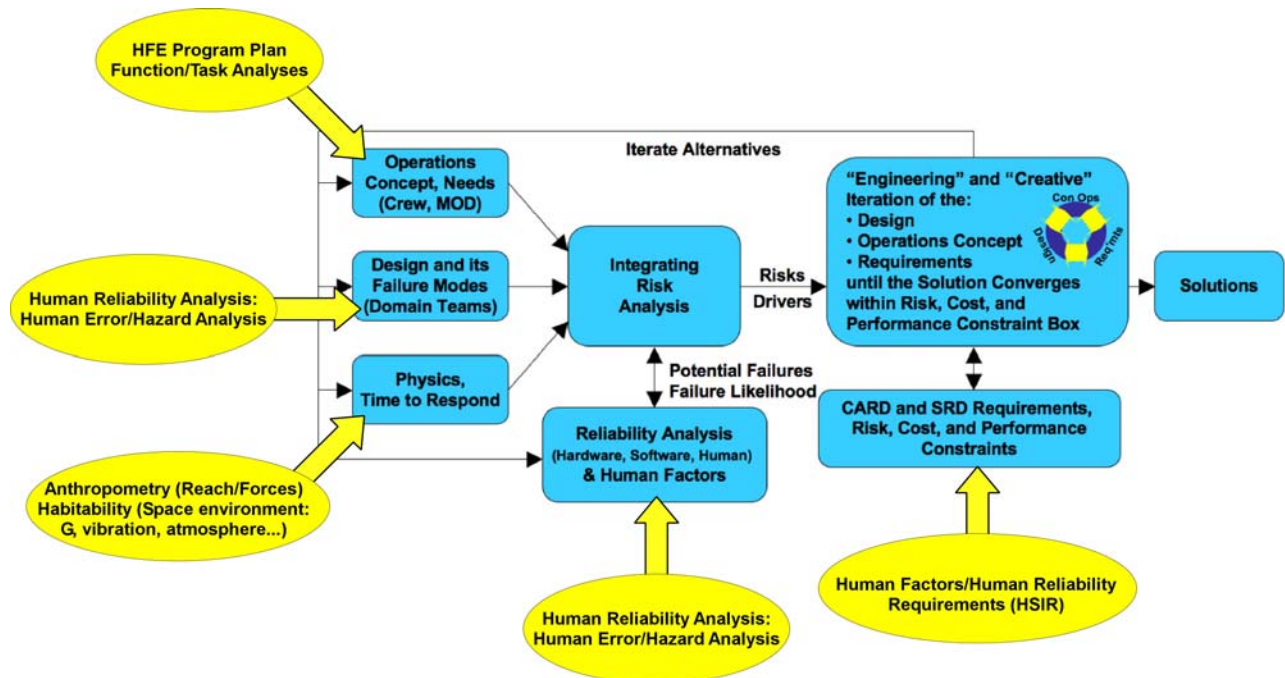 HFE Program Plan
Function/Task Analyses
Iterate Alternatives
Operations
Concept, Needs
(Crew, MOD)
"Engineering" and "Creative"
Iteration of the:
• Design
• Operations Concept
• Requirements
until the Solution Converges
within Risk, Cost, and
Performance Constraint Box
Con Ops
Design
Req'mts
Human Reliability Analysis:
Human Error/Hazard Analysis
Design and its
Failure Modes
(Domain Teams)
Integrating
Risk
Analysis
Risks
Drivers
Solutions
Physics,
Time to Respond
Potential Failures
Failure Likelihood
Reliability Analysis
(Hardware, Software, Human)
& Human Factors
CARD and SRD Requirements,
Risk, Cost, and Performance
Constraints
Anthropometry (Reach/Forces)
Habitability (Space environment:
G, vibration, atmosphere...)
Human Reliability Analysis:
Human Error/Hazard Analysis
Human Factors/Human Reliability
Requirements (HSIR)